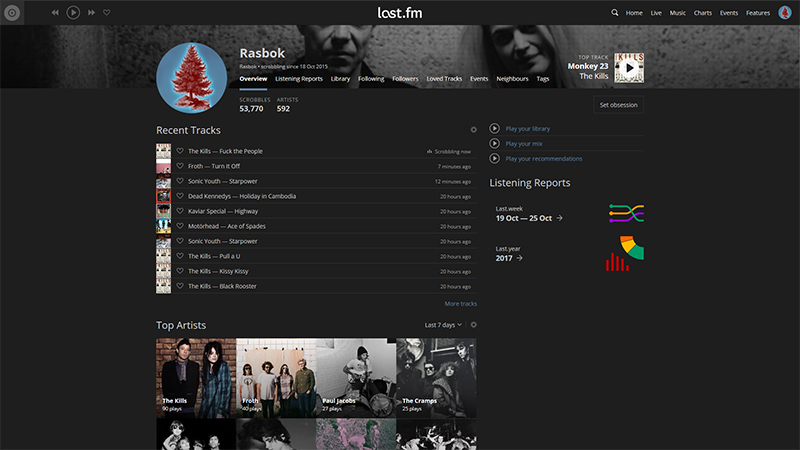 last.fm
Home Live Music Charts Events Features
Rasbok
Rasbok • scrobbling since 18 Oct 2015
TOP TRACK
Monkey 23
The Kills
KILLS
Overview Listening Reports Library Following Followers Loved Tracks Events Neighbours Tags
SCROBBLES ARTISTS
53,770 592
Set obsession
Recent Tracks
The Kills — Fuck the People Scrobbling now
Froth — Turn It Off 7 minutes ago
Sonic Youth — Starpower 12 minutes ago
Dead Kennedys — Holiday in Cambodia 20 hours ago
Kaviar Special — Highway 20 hours ago
Motörhead — Ace of Spades 20 hours ago
Sonic Youth — Starpower 20 hours ago
The Kills — Pull a U 20 hours ago
The Kills — Kissy Kissy 20 hours ago
The Kills — Black Rooster 20 hours ago
More tracks
Play your library
Play your mix
Play your recommendations
Listening Reports
Last.week
19 Oct — 25 Oct
Last.year
2017
Top Artists Last 7 days
The Kills
90 plays
Froth
40 plays
Paul Jacobs
27 plays
The Cramps
25 plays